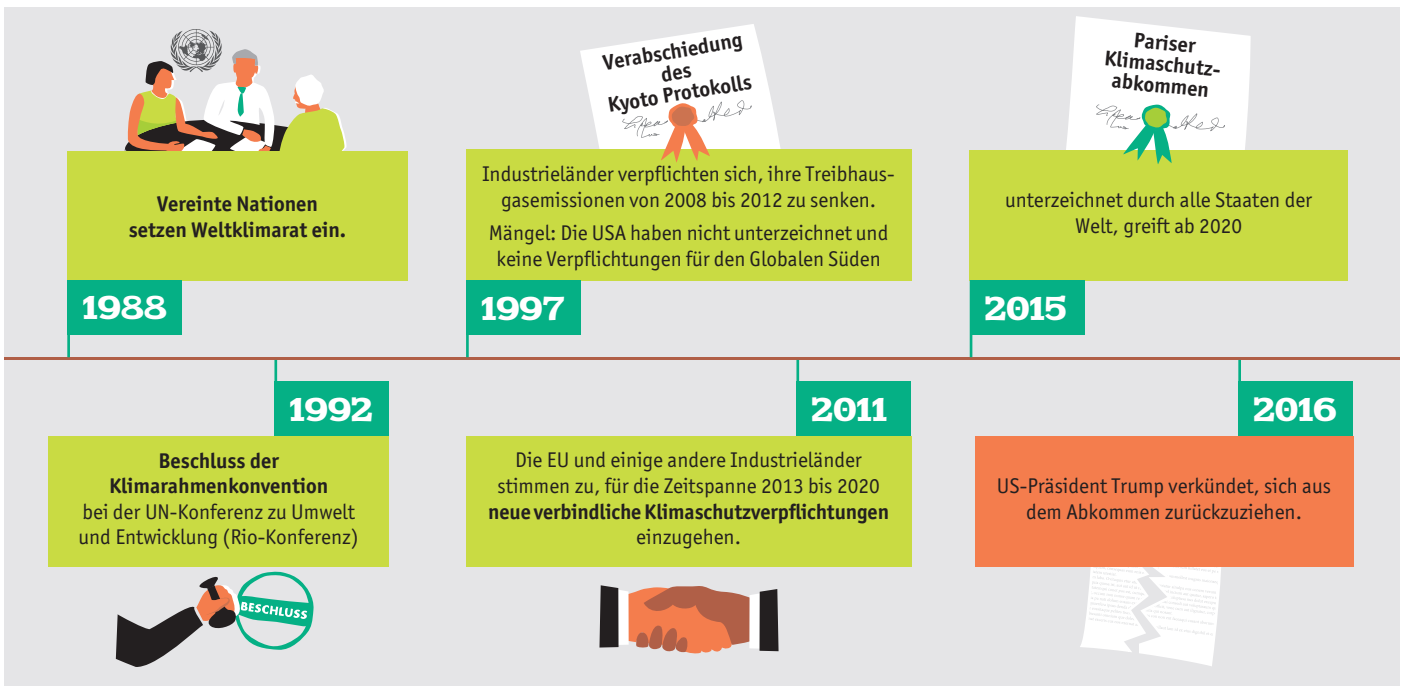 Vereinte Nationen
setzen Weltklimarat ein.
1988
Verabschiedung
des
Kyoto Protokolls
Industrieländer verpflichten sich, ihre Treibhaus-
gasemissionen von 2008 bis 2012 zu senken.
Mängel: Die USA haben nicht unterzeichnet und
keine Verpflichtungen für den Globalen Süden
1997
Pariser
Klimaschutz-
abkommen
unterzeichnet durch alle Staaten der
Welt, greift ab 2020
2015
1992
Beschluss der
Klimarahmenkonvention
bei der UN-Konferenz zu Umwelt
und Entwicklung (Rio-Konferenz)
BESCHLUSS
2011
Die EU und einige andere Industrieländer
stimmen zu, für die Zeitspanne 2013 bis 2020
neue verbindliche Klimaschutzverpflichtungen
einzugehen.
2016
US-Präsident Trump verkündet, sich aus
dem Abkommen zurückzuziehen.